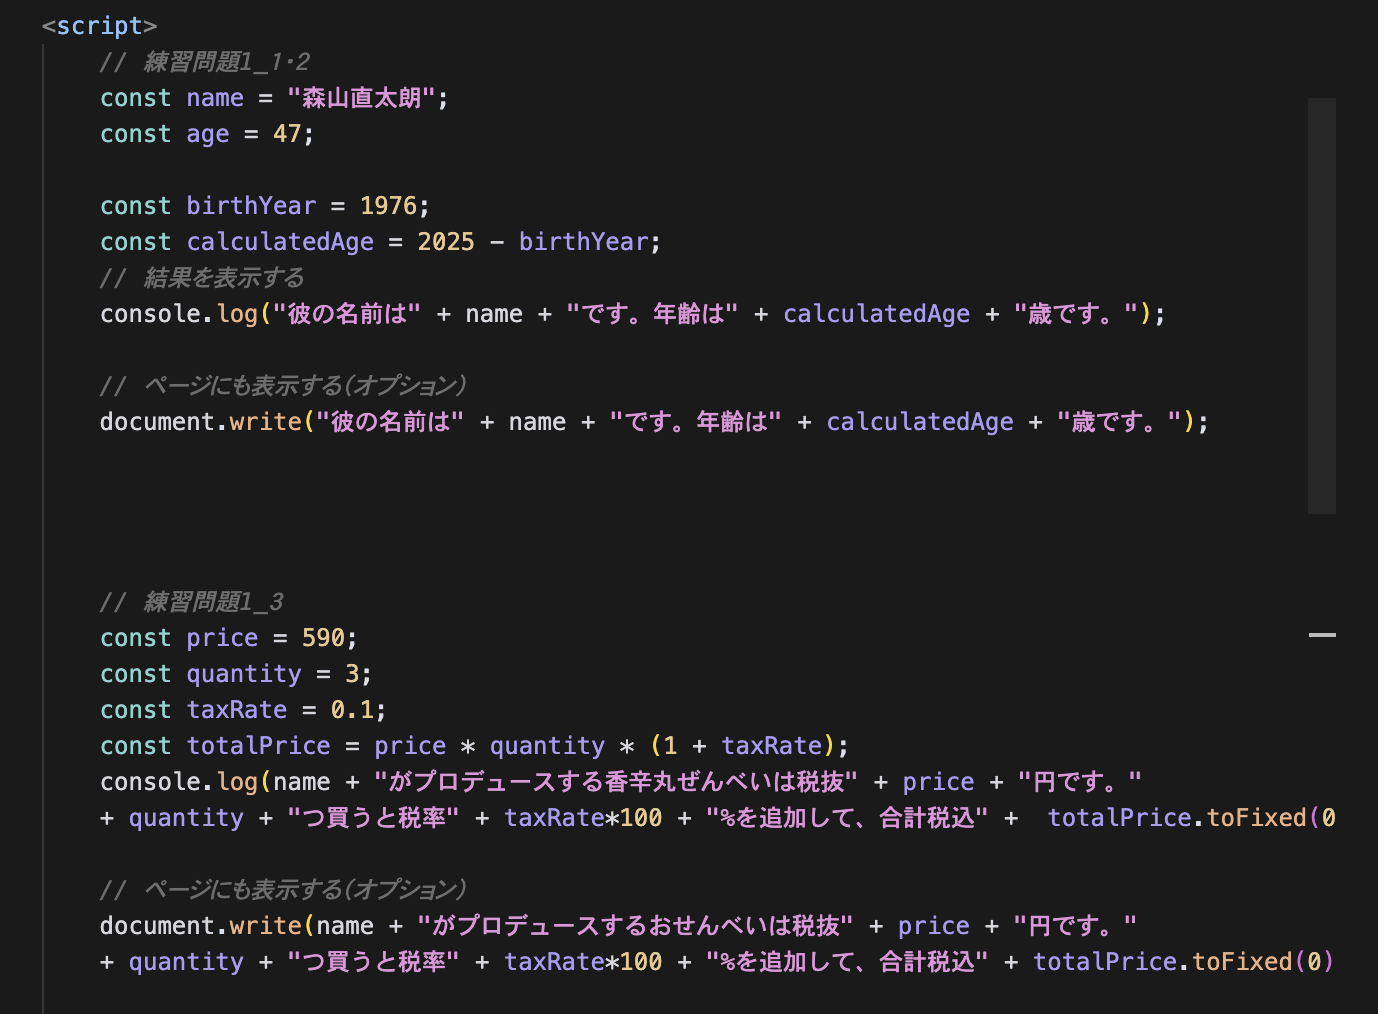 <script>
// 練習問題1_1・2
const name = "森山直太朗";
const age = 47;
const birthYear = 1976;
const calculatedAge = 2025 - birthYear;
// 結果を表示する
console.log("彼の名前は" + name + "です。年齢は" + calculatedAge + "歳です。");
// ページにも表示する(オプション)
document.write("彼の名前は" + name + "です。年齢は" + calculatedAge + "歳です。");
// 練習問題1_3
const price = 590;
const quantity = 3;
const taxRate = 0.1;
const totalPrice = price * quantity * (1 + taxRate);
console.log(name + "がプロデュースする香辛丸ぜんべいは税抜" + price + "円です。"
+ quantity + "つ買うと税率" + taxRate*100 + "%を追加して、合計税込" +  totalPrice.toFixed(0
// ページにも表示する(オプション)
document.write(name + "がプロデュースするおせんべいは税抜" + price + "円です。"
+ quantity + "つ買うと税率" + taxRate*100 + "%を追加して、合計税込" + totalPrice.toFixed(0)